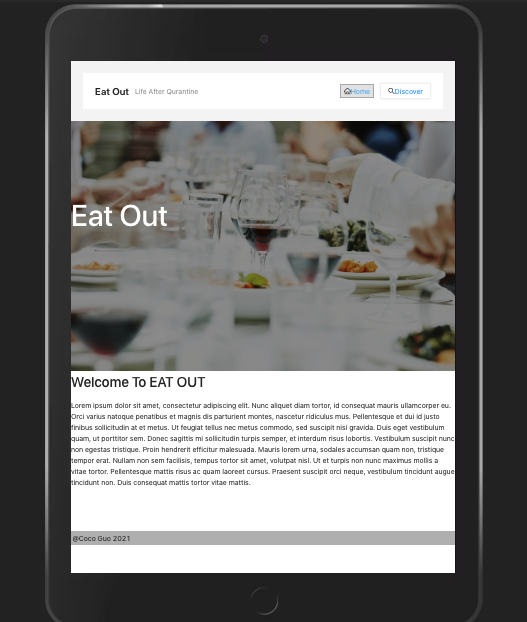 Eat Out Life After Qurantine Home Discover
Eat Out
Welcome To EAT OUT
Lorem ipsum dolor sit amet, consectetur adipiscing elit. Nunc aliquet diam tortor, id consequat mauris ullamcorper eu.
Orci varius natoque penatibus et magnis dis parturient montes, nascetur ridiculus mus. Pellentesque et dui id justo
finibus sollicitudin at et metus. Ut feugiat tellus nec metus commodo, sed suscipit nisi gravida. Duis eget vestibulum
quam, ut porttitor sem. Donec sagittis mi sollicitudin turpis semper, et interdum risus lobortis. Vestibulum suscipit nunc
non egestas tristique. Proin hendrerit efficitur malesuada. Mauris lorem urna, sodales accumsan quam non, tristique
tempor erat. Nullam non sem facilisis, tempus tortor sit amet, volutpat nisl. Ut et turpis non nunc maximus mollis a
vitae tortor. Pellentesque mattis risus ac quam laoreet cursus. Praesent suscipit orci neque, vestibulum tincidunt augue
tincidunt non. Duis consequat mattis tortor vitae mattis.
@Coco Guo 2021